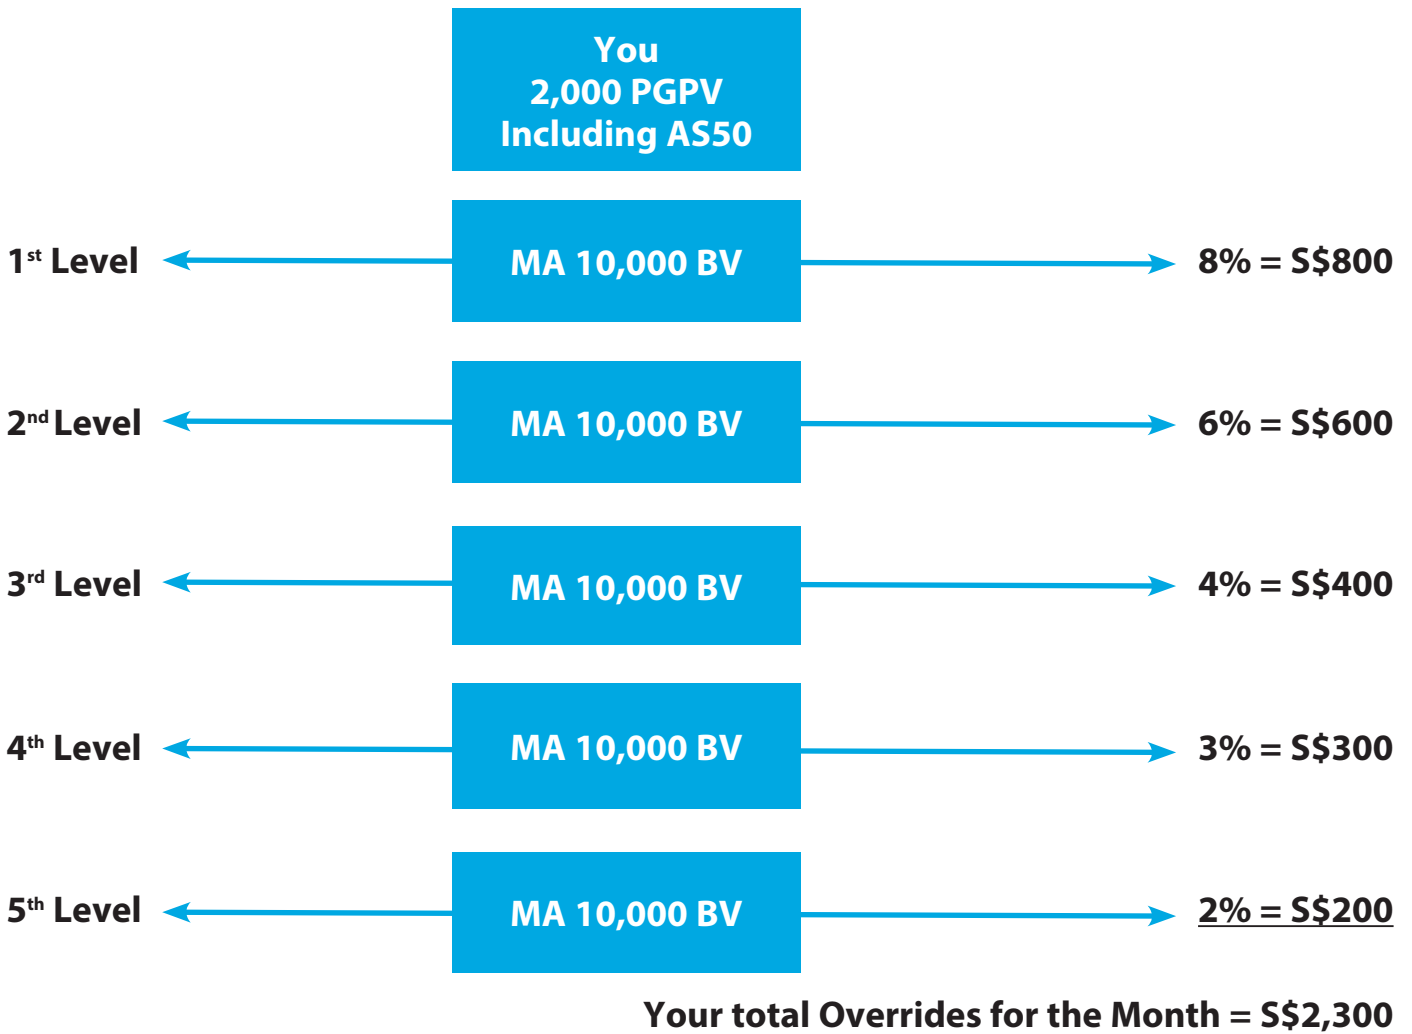 You
2,000 PGPV
Including AS50
1st Level MA 10,000 BV 8% = S$800
2nd Level MA 10,000 BV 6% = S$600
3rd Level MA 10,000 BV 4% = S$400
4th Level MA 10,000 BV 3% = S$300
5th Level MA 10,000 BV 2% = S$200
Your total Overrides for the Month = S$2,300